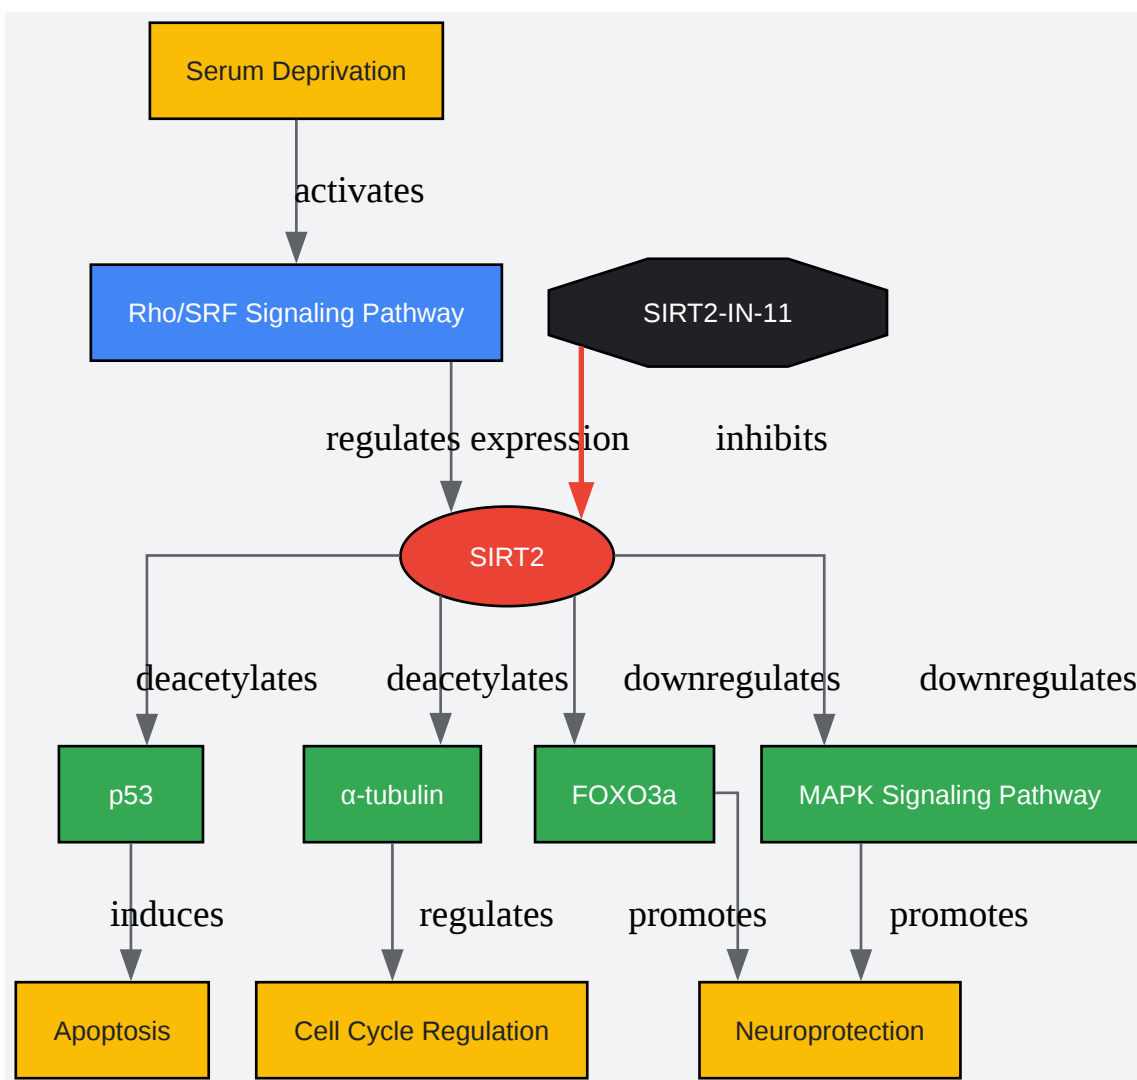 Serum Deprivation
activates
Rho/SRF Signaling Pathway
SIRT2-IN-11
regulates expression
inhibits
SIRT2
deacetylates
deacetylates
downregulates
downregulates
p53
α-tubulin
FOXO3a
MAPK Signaling Pathway
induces
regulates
promotes
promotes
Apoptosis
Cell Cycle Regulation
Neuroprotection